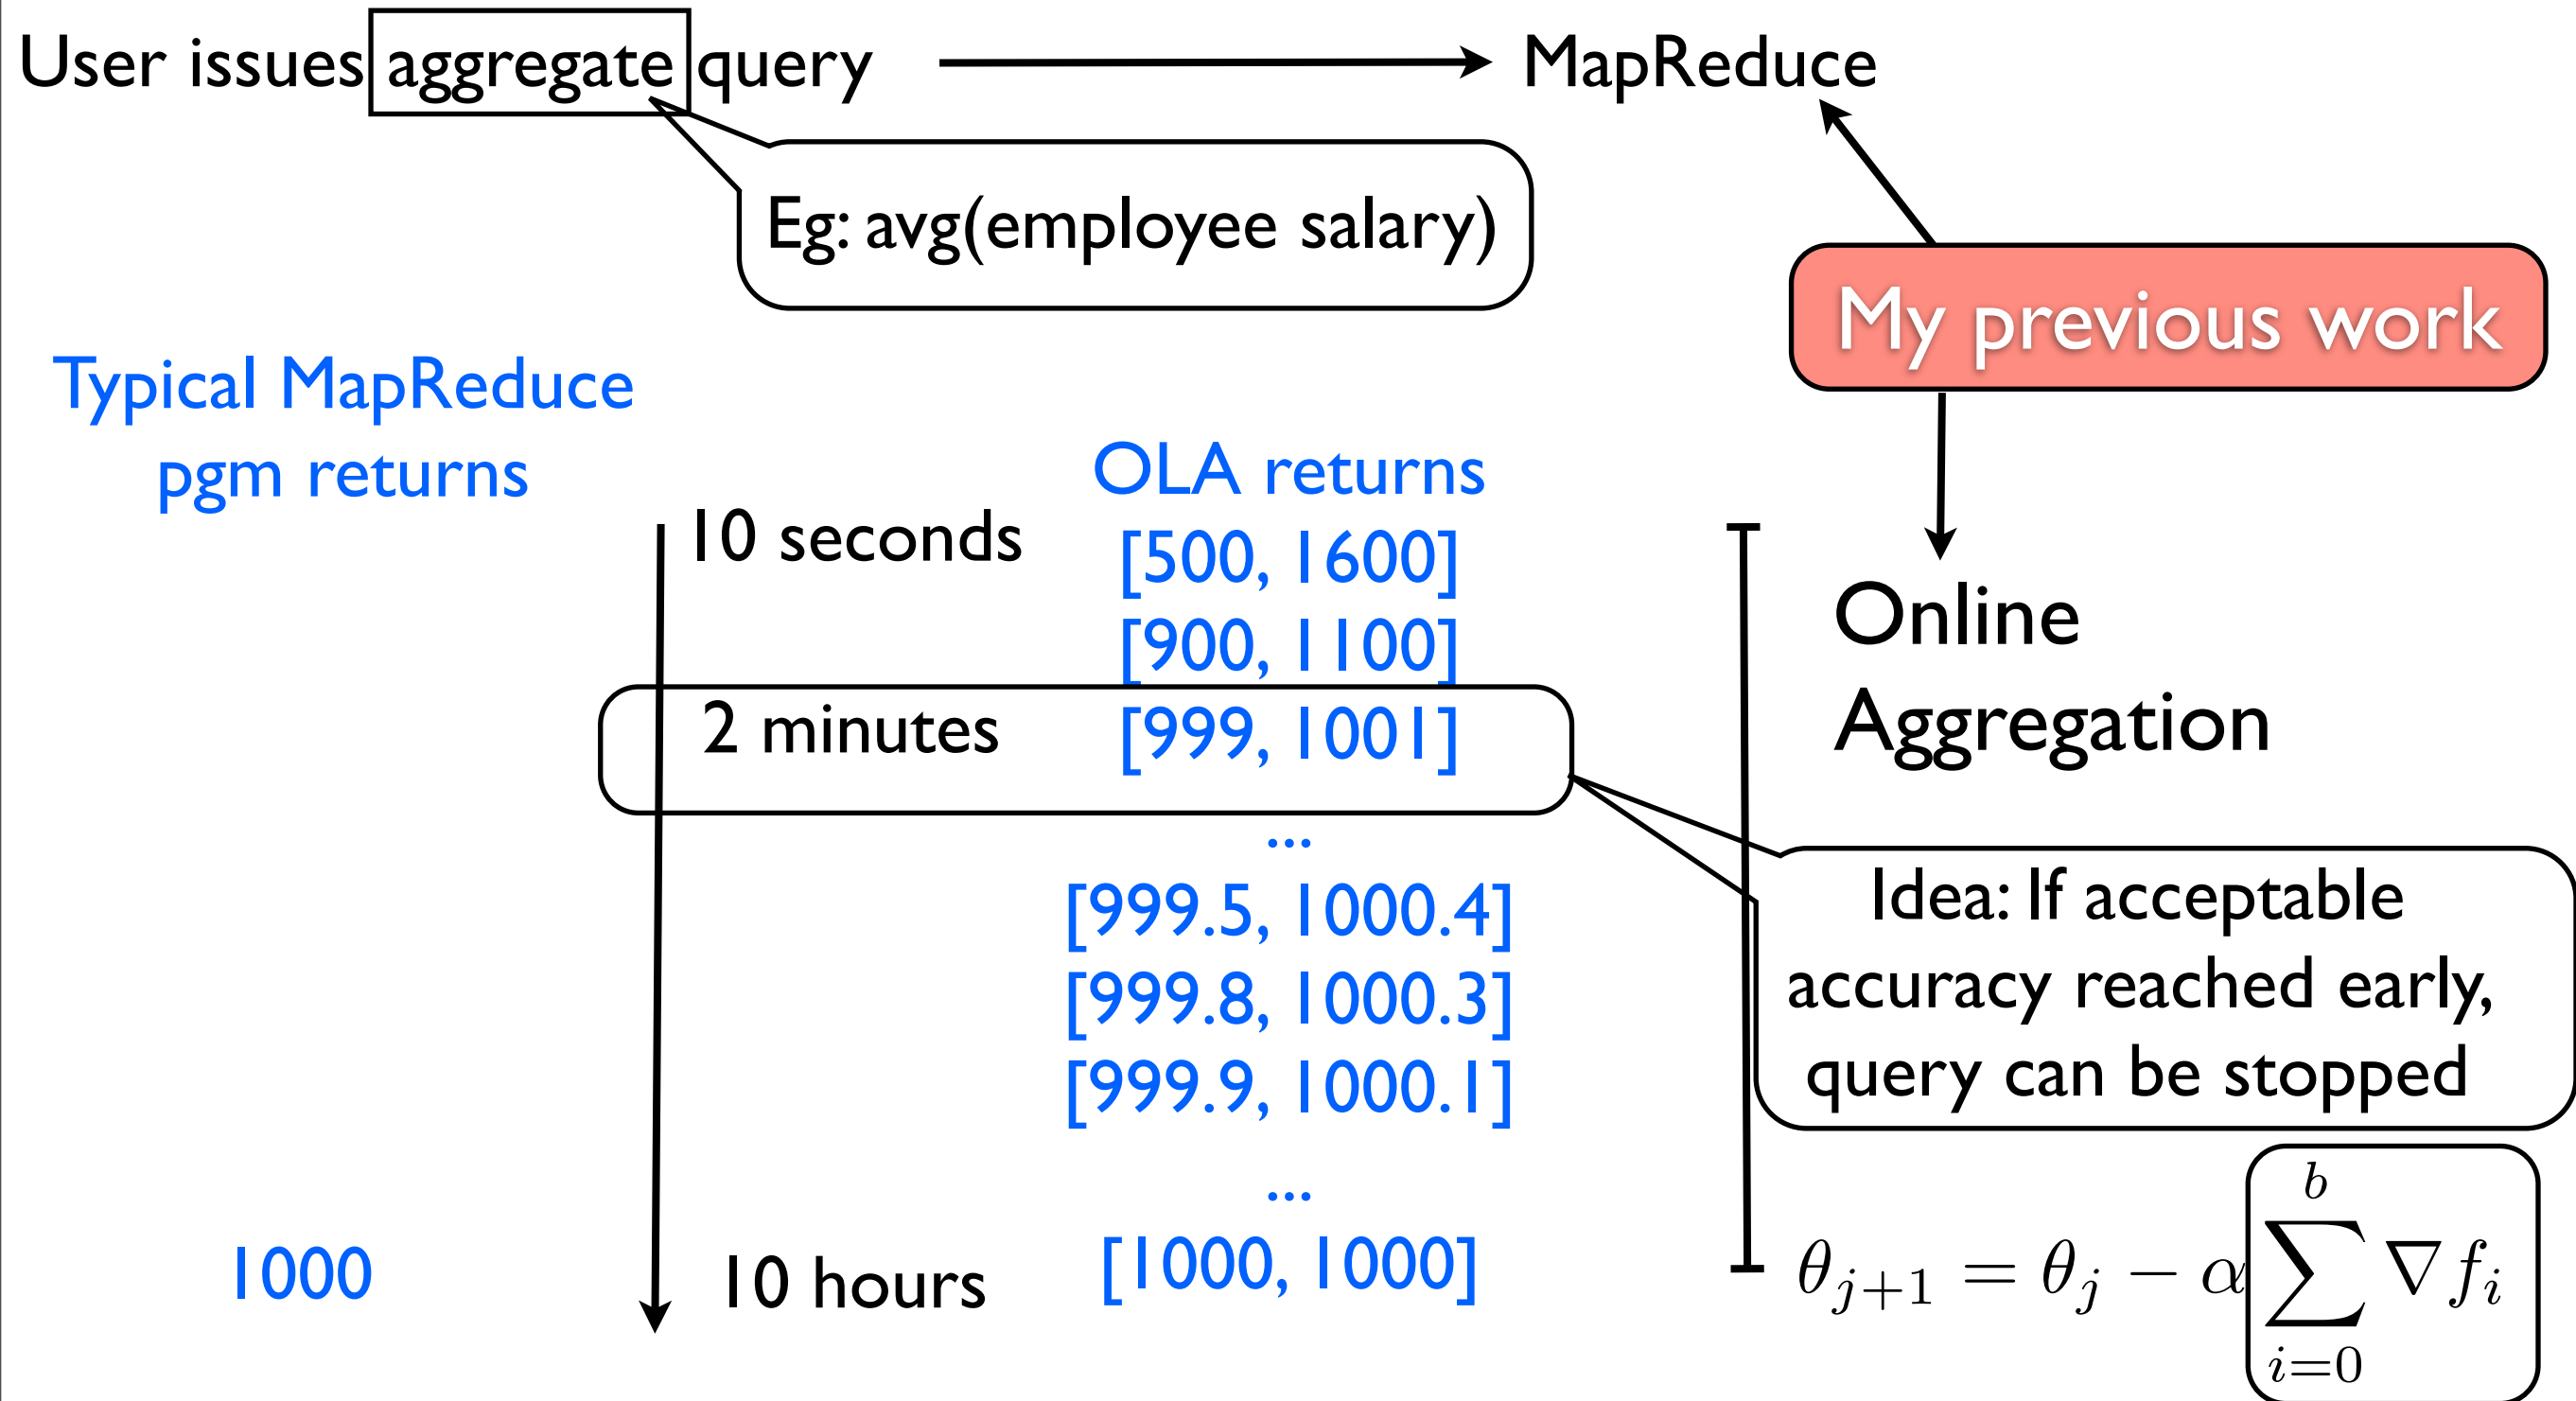 User issues aggregate query
MapReduce
Eg: avg(employee salary)
My previous work
Typical MapReduce
pgm returns
OLA returns
10 seconds
[500, 1600]
[900, 1100]
2 minutes
[999, 1001]
...
[999.5, 1000.4]
[999.8, 1000.3]
[999.9, 1000.1]
...
1000
10 hours
[1000, 1000]
Online
Aggregation
Idea: If acceptable
accuracy reached early,
query can be stopped
θ_{j+1} = θ_j − α ∑_{i=0}^{b} ∇f_i